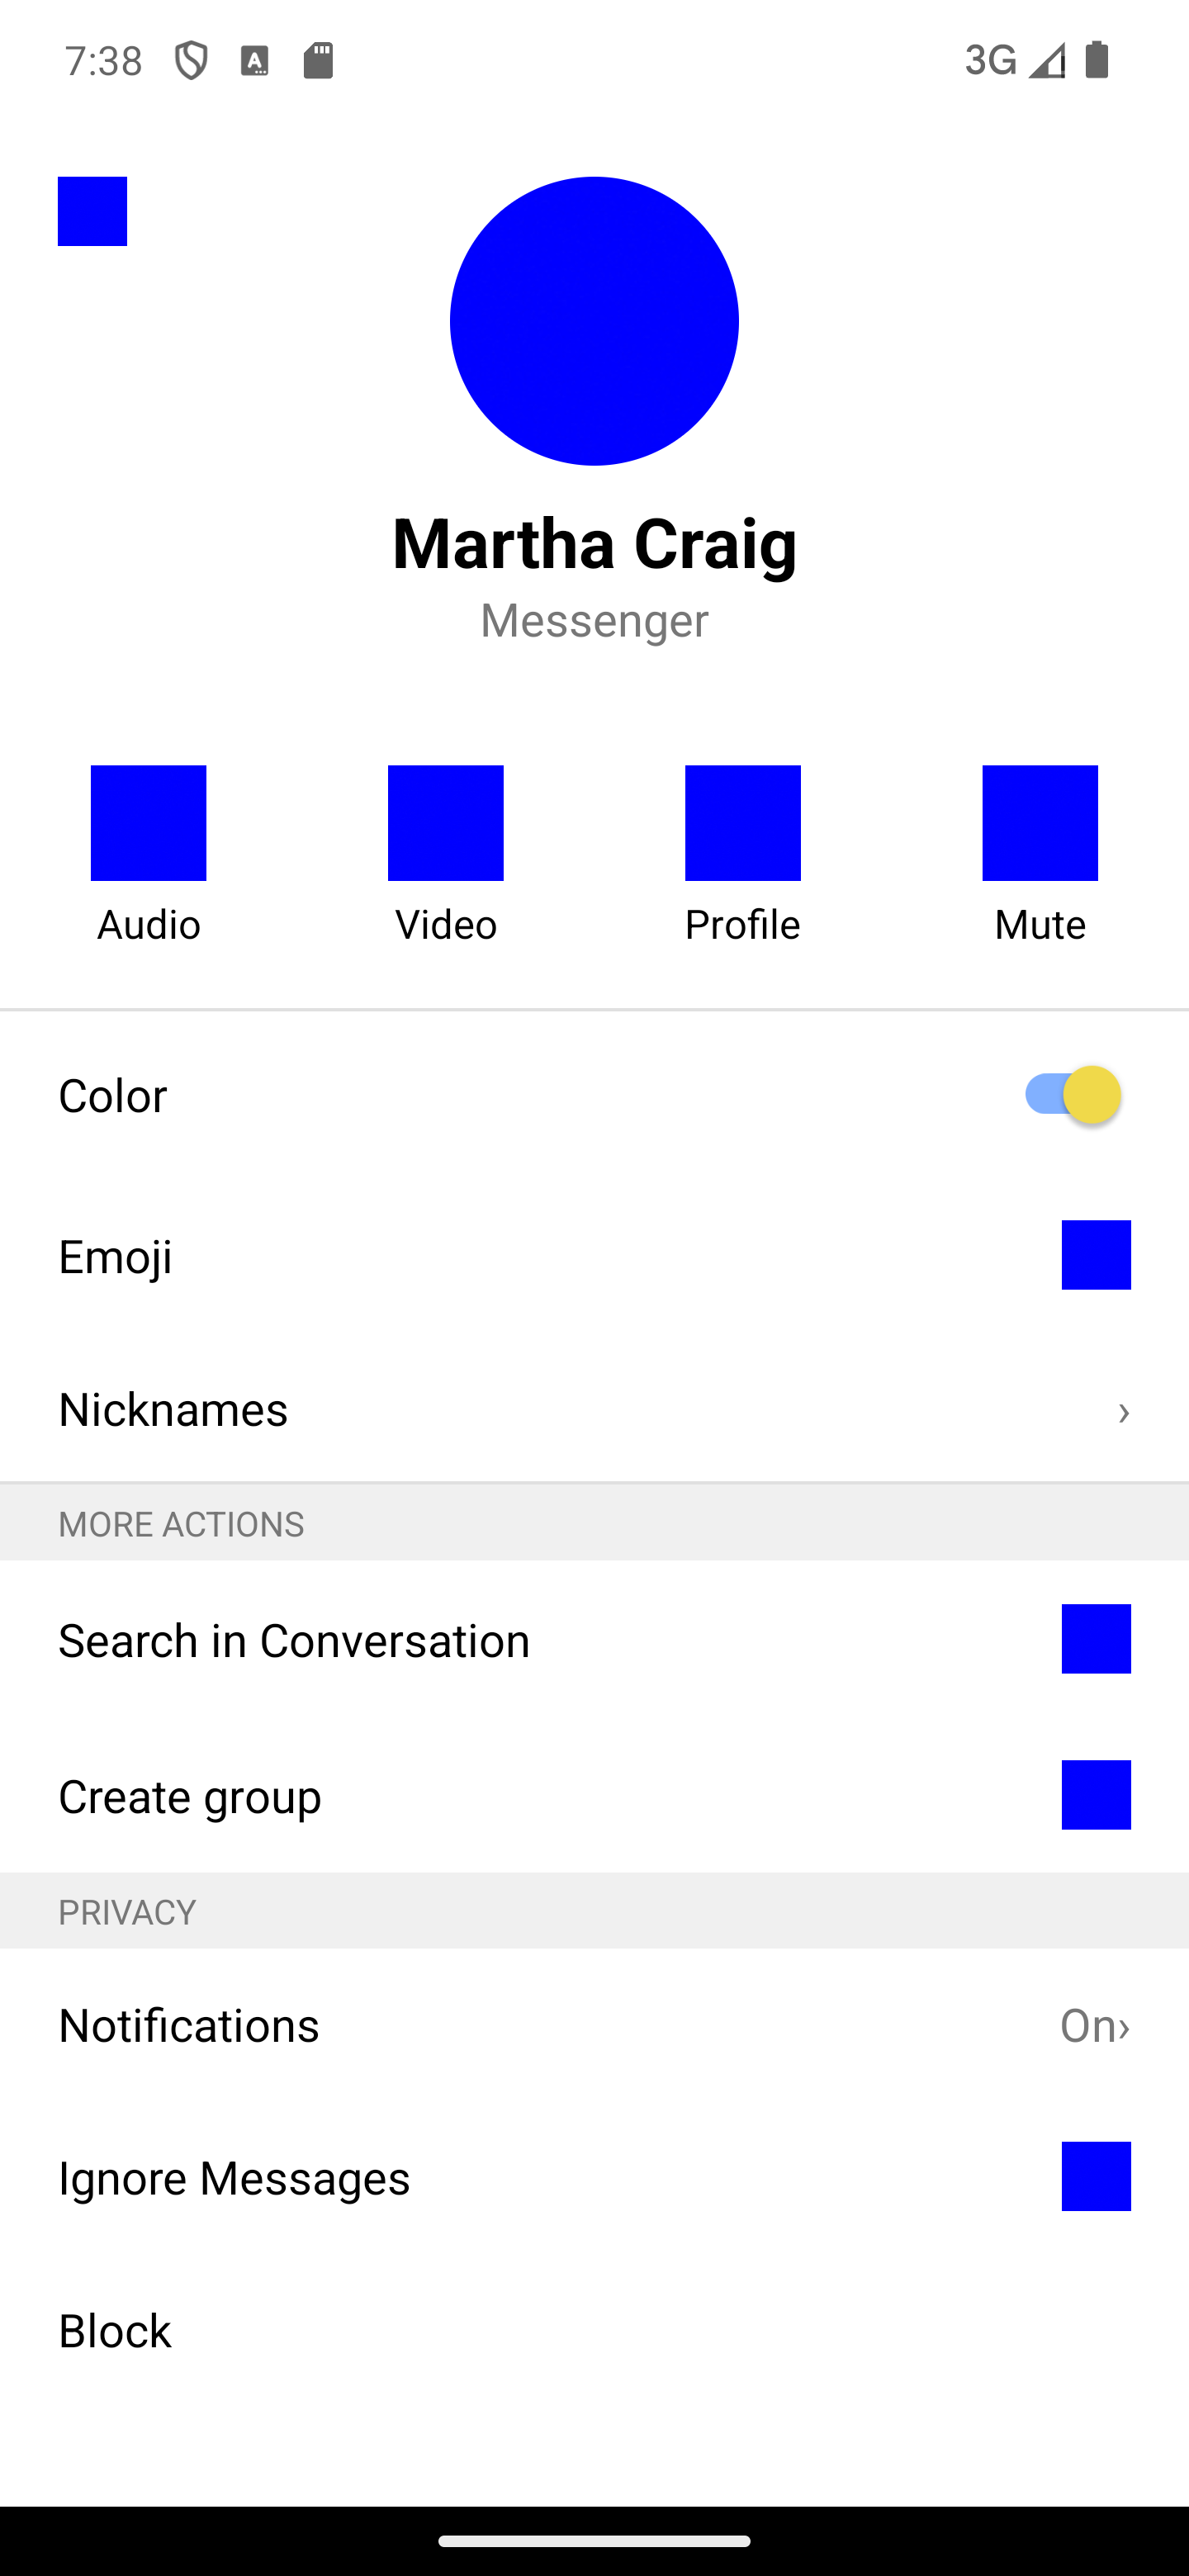 7:38 3G
Martha Craig
Messenger
Audio Video Profile Mute
Color
Emoji
Nicknames ›
MORE ACTIONS
Search in Conversation
Create group
PRIVACY
Notifications On›
Ignore Messages
Block